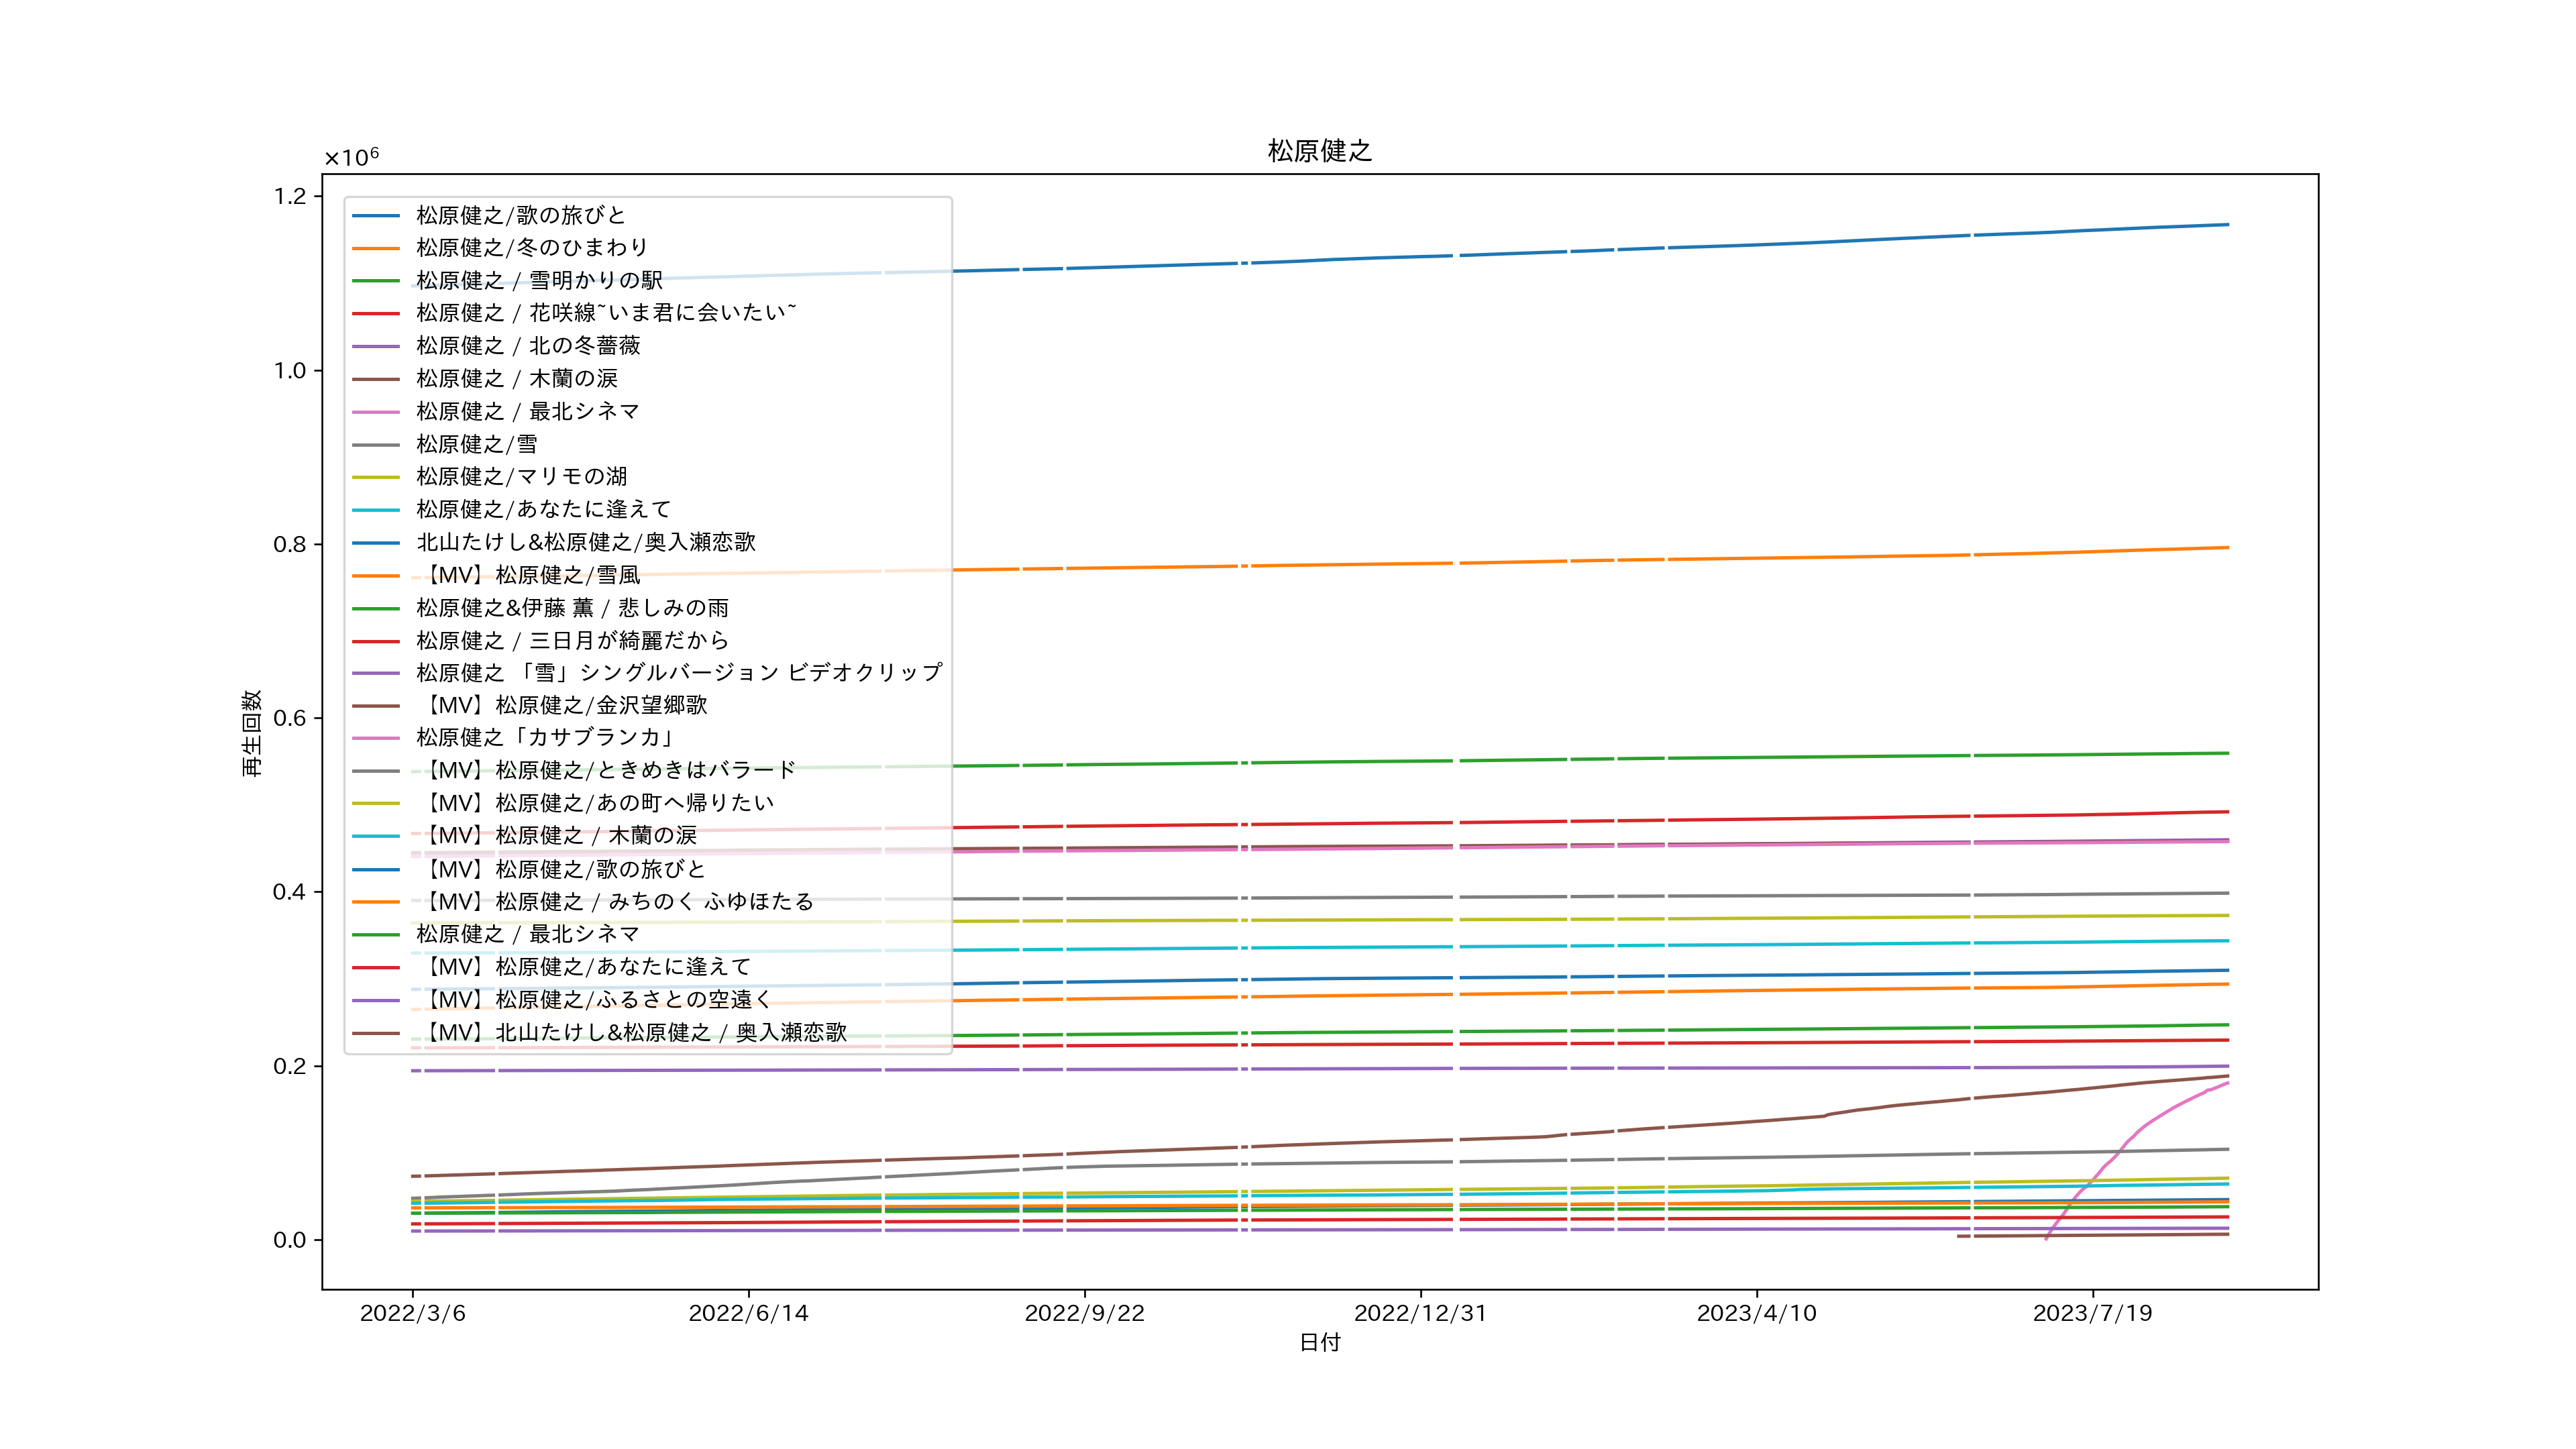 松原健之
×10⁶
1.2
1.0
0.8
0.6
0.4
0.2
0.0
再生回数
松原健之/歌の旅びと
松原健之/冬のひまわり
松原健之 / 雪明かりの駅
松原健之 / 花咲線~いま君に会いたい~
松原健之 / 北の冬薔薇
松原健之 / 木蘭の涙
松原健之 / 最北シネマ
松原健之/雪
松原健之/マリモの湖
松原健之/あなたに逢えて
北山たけし&松原健之/奥入瀬恋歌
【MV】松原健之/雪風
松原健之&伊藤 薫 / 悲しみの雨
松原健之 / 三日月が綺麗だから
松原健之 「雪」シングルバージョン ビデオクリップ
【MV】松原健之/金沢望郷歌
松原健之「カサブランカ」
【MV】松原健之/ときめきはバラード
【MV】松原健之/あの町へ帰りたい
【MV】松原健之 / 木蘭の涙
【MV】松原健之/歌の旅びと
【MV】松原健之 / みちのく ふゆほたる
松原健之 / 最北シネマ
【MV】松原健之/あなたに逢えて
【MV】松原健之/ふるさとの空遠く
【MV】北山たけし&松原健之 / 奥入瀬恋歌
2022/3/6
2022/6/14
2022/9/22
2022/12/31
2023/4/10
2023/7/19
日付